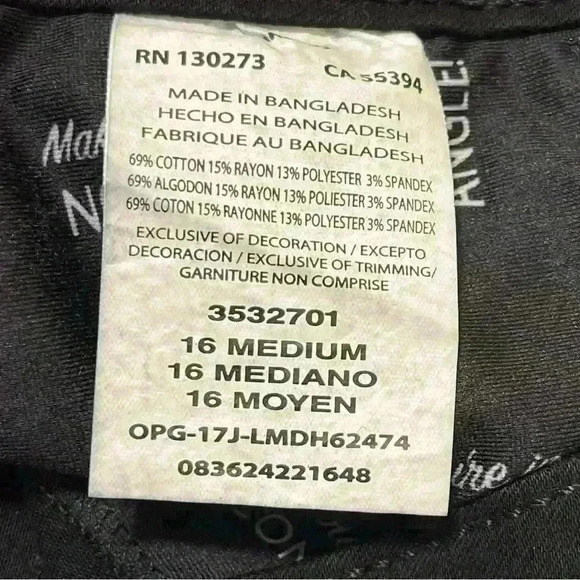 RN 130273 CA 55394
MADE IN BANGLADESH
HECHO EN BANGLADESH
FABRIQUE AU BANGLADESH
69% COTTON 15% RAYON 13% POLYESTER 3% SPANDEX
69% ALGODON 15% RAYON 13% POLIESTER 3% SPANDEX
69% COTON 15% RAYONNE 13% POLYESTER 3% SPANDEX
EXCLUSIVE OF DECORATION / EXCEPTO
DECORACION / EXCLUSIVE OF TRIMMING/
GARNITURE NON COMPRISE
3532701
16 MEDIUM
16 MEDIANO
16 MOYEN
OPG-17J-LMDH62474
083624221648
ANGLE!